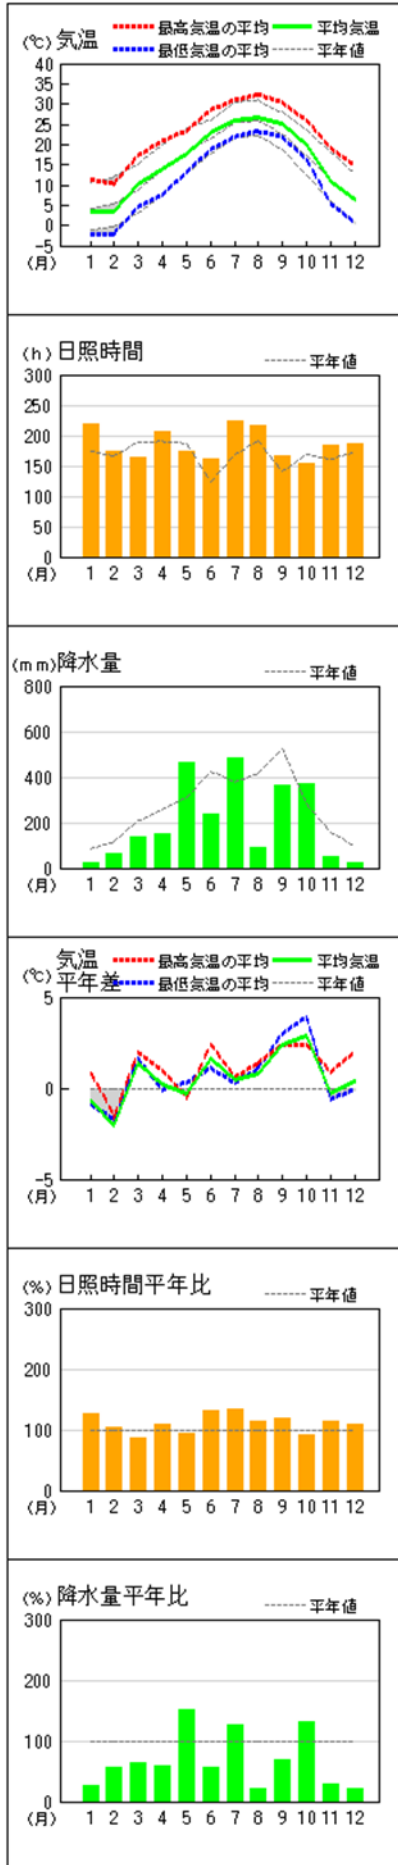 (℃) 気温 最高気温の平均 平均気温
最低気温の平均 平年値
40
35
30
25
20
15
10
5
0
-5
(月) 1 2 3 4 5 6 7 8 9 10 11 12
(h) 日照時間 平年値
300
250
200
150
100
50
0
(月) 1 2 3 4 5 6 7 8 9 10 11 12
(mm) 降水量 平年値
800
600
400
200
0
(月) 1 2 3 4 5 6 7 8 9 10 11 12
気温 最高気温の平均 平均気温
(℃) 平年差 最低気温の平均 平年値
5
0
-5
(月) 1 2 3 4 5 6 7 8 9 10 11 12
(%) 日照時間平年比 平年値
300
200
100
0
(月) 1 2 3 4 5 6 7 8 9 10 11 12
(%) 降水量平年比 平年値
300
200
100
0
(月) 1 2 3 4 5 6 7 8 9 10 11 12